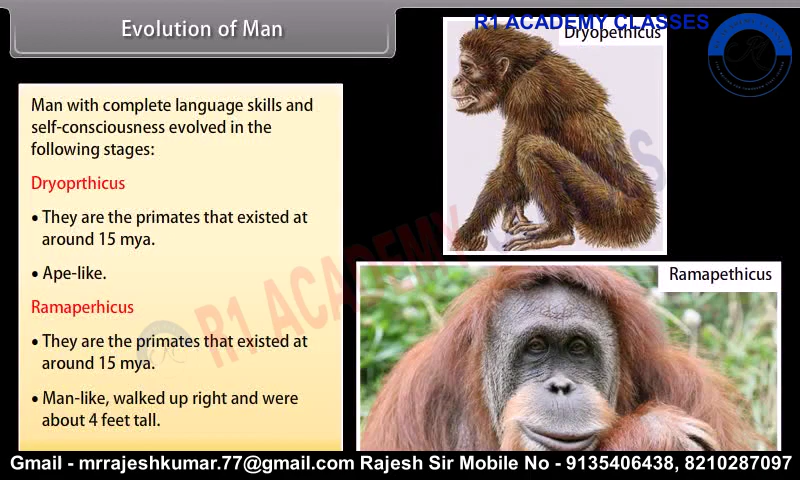 Evolution of Man
R1 ACADEMY CLASSES
Dryopethicus
Man with complete language skills and
self-consciousness evolved in the
following stages:
Dryoprthicus
• They are the primates that existed at
around 15 mya.
• Ape-like.
Ramaperhicus
• They are the primates that existed at
around 15 mya.
• Man-like, walked up right and were
about 4 feet tall.
Ramapethicus
R1 ACADEMY
Gmail - mrrajeshkumar.77@gmail.com Rajesh Sir Mobile No - 9135406438, 8210287097